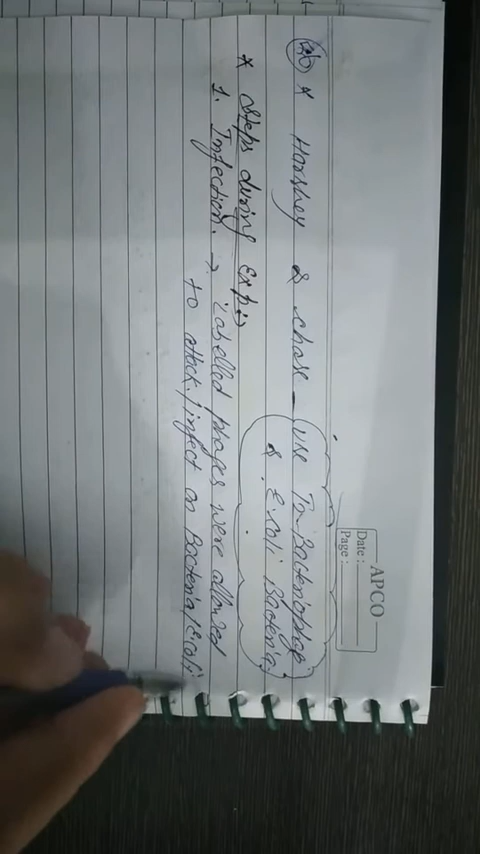 APCO
Date:
Page:
* Harshey & chase – use T2 Bacteriophage
& E.coli Bacteria
* Steps during Exp:
1. Infection. → Labelled phages were allowed
to attack/infect on Bacteria/E.coli